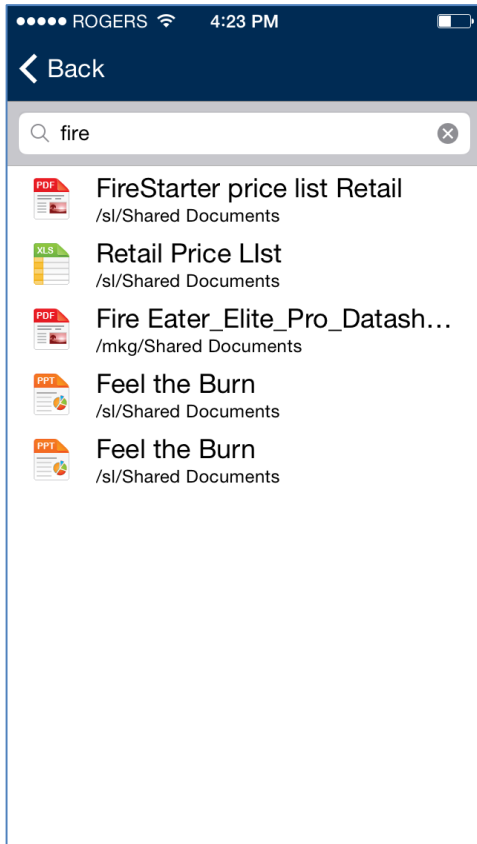 ROGERS 4:23 PM
Back
fire
PDF FireStarter price list Retail
/sl/Shared Documents
XLS Retail Price LIst
/sl/Shared Documents
PDF Fire Eater_Elite_Pro_Datash...
/mkg/Shared Documents
PPT Feel the Burn
/sl/Shared Documents
PPT Feel the Burn
/sl/Shared Documents